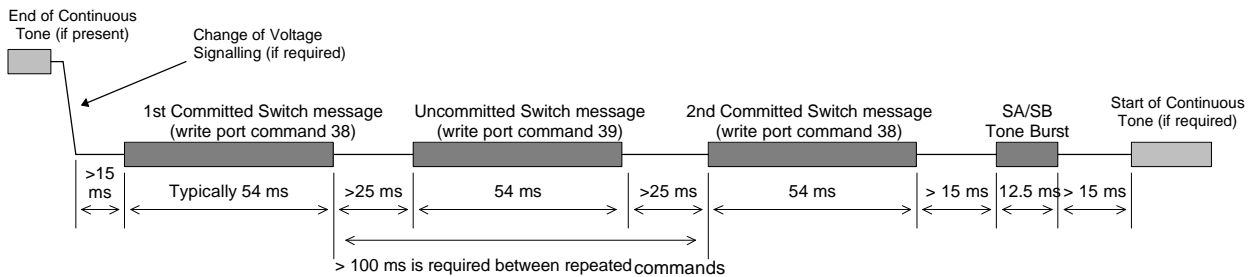 End of Continuous
Tone (if present)
Change of Voltage
Signalling (if required)
1st Committed Switch message
(write port command 38)
Uncommitted Switch message
(write port command 39)
2nd Committed Switch message
(write port command 38)
SA/SB
Tone Burst
Start of Continuous
Tone (if required)
>15
ms
Typically 54 ms
>25 ms
54 ms
>25 ms
54 ms
> 15 ms
12.5 ms
> 15 ms
> 100 ms is required between repeated commands